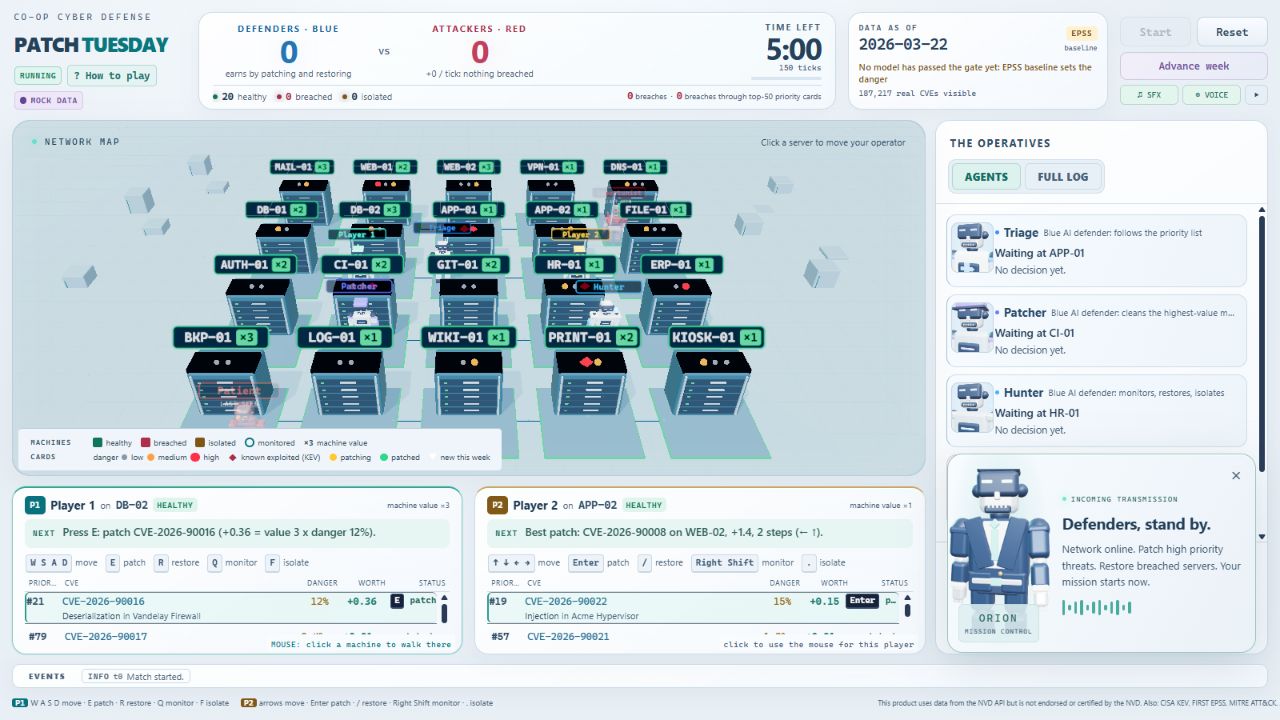 CO-OP CYBER DEFENSE
PATCH TUESDAY
RUNNING
? How to play
MOCK DATA
DEFENDERS · BLUE
0
earns by patching and restoring
VS
ATTACKERS · RED
0
+0 / tick: nothing breached
TIME LEFT
5:00
150 ticks
20 healthy 0 breached 0 isolated
0 breaches · 0 breaches through top-50 priority cards
DATA AS OF
2026-03-22
EPSS
baseline
No model has passed the gate yet: EPSS baseline sets the
danger
187,217 real CVEs visible
Start
Reset
Advance week
♫ SFX
VOICE
NETWORK MAP
Click a server to move your operator
MAIL-01 ×3
WEB-01 ×2
WEB-02 ×3
VPN-01 ×1
DNS-01 ×1
DB-01 ×2
DB-02 ×3
APP-01 ×1
APP-02 ×1
FILE-01 ×1
Player 1
Triage
Player 2
AUTH-01 ×2
CI-01 ×2
GIT-01 ×2
HR-01 ×1
ERP-01 ×1
Patcher
Hunter
BKP-01 ×3
LOG-01 ×1
WIKI-01 ×1
PRINT-01 ×2
KIOSK-01 ×1
Patient
MACHINES healthy breached isolated monitored ×3 machine value
CARDS danger low medium high known exploited (KEV) patching patched new this week
THE OPERATIVES
AGENTS
FULL LOG
Triage Blue AI defender: follows the priority list
Waiting at APP-01
No decision yet.
Patcher Blue AI defender: cleans the highest-value m...
Waiting at CI-01
No decision yet.
Hunter Blue AI defender: monitors, restores, isolates
Waiting at HR-01
No decision yet.
INCOMING TRANSMISSION
Defenders, stand by.
Network online. Patch high priority
threats. Restore breached servers. Your
mission starts now.
ORION
MISSION CONTROL
P1 Player 1 on DB-02 HEALTHY
machine value ×3
NEXT Press E: patch CVE-2026-90016 (+0.36 = value 3 x danger 12%).
W S A D move E patch R restore Q monitor F isolate
PRIOR... CVE DANGER WORTH STATUS
#21 CVE-2026-90016 12% +0.36 E patch
Deserialization in Vandelay Firewall
#79 CVE-2026-90017
MOUSE: click a machine to walk there
P2 Player 2 on APP-02 HEALTHY
machine value ×1
NEXT Best patch: CVE-2026-90008 on WEB-02, +1.4, 2 steps (← ↑).
↑ ↓ ← → move Enter patch / restore Right Shift monitor . isolate
PRIOR... CVE DANGER WORTH STATUS
#19 CVE-2026-90022 15% +0.15 Enter p...
Injection in Acme Hypervisor
#57 CVE-2026-90021
click to use the mouse for this player
EVENTS INFO t0 Match started.
P1 W A S D move · E patch · R restore · Q monitor · F isolate P2 arrows move · Enter patch · / restore · Right Shift monitor · . isolate
This product uses data from the NVD API but is not endorsed or certified by the NVD. Also: CISA KEV, FIRST EPSS, MITRE ATT&CK.